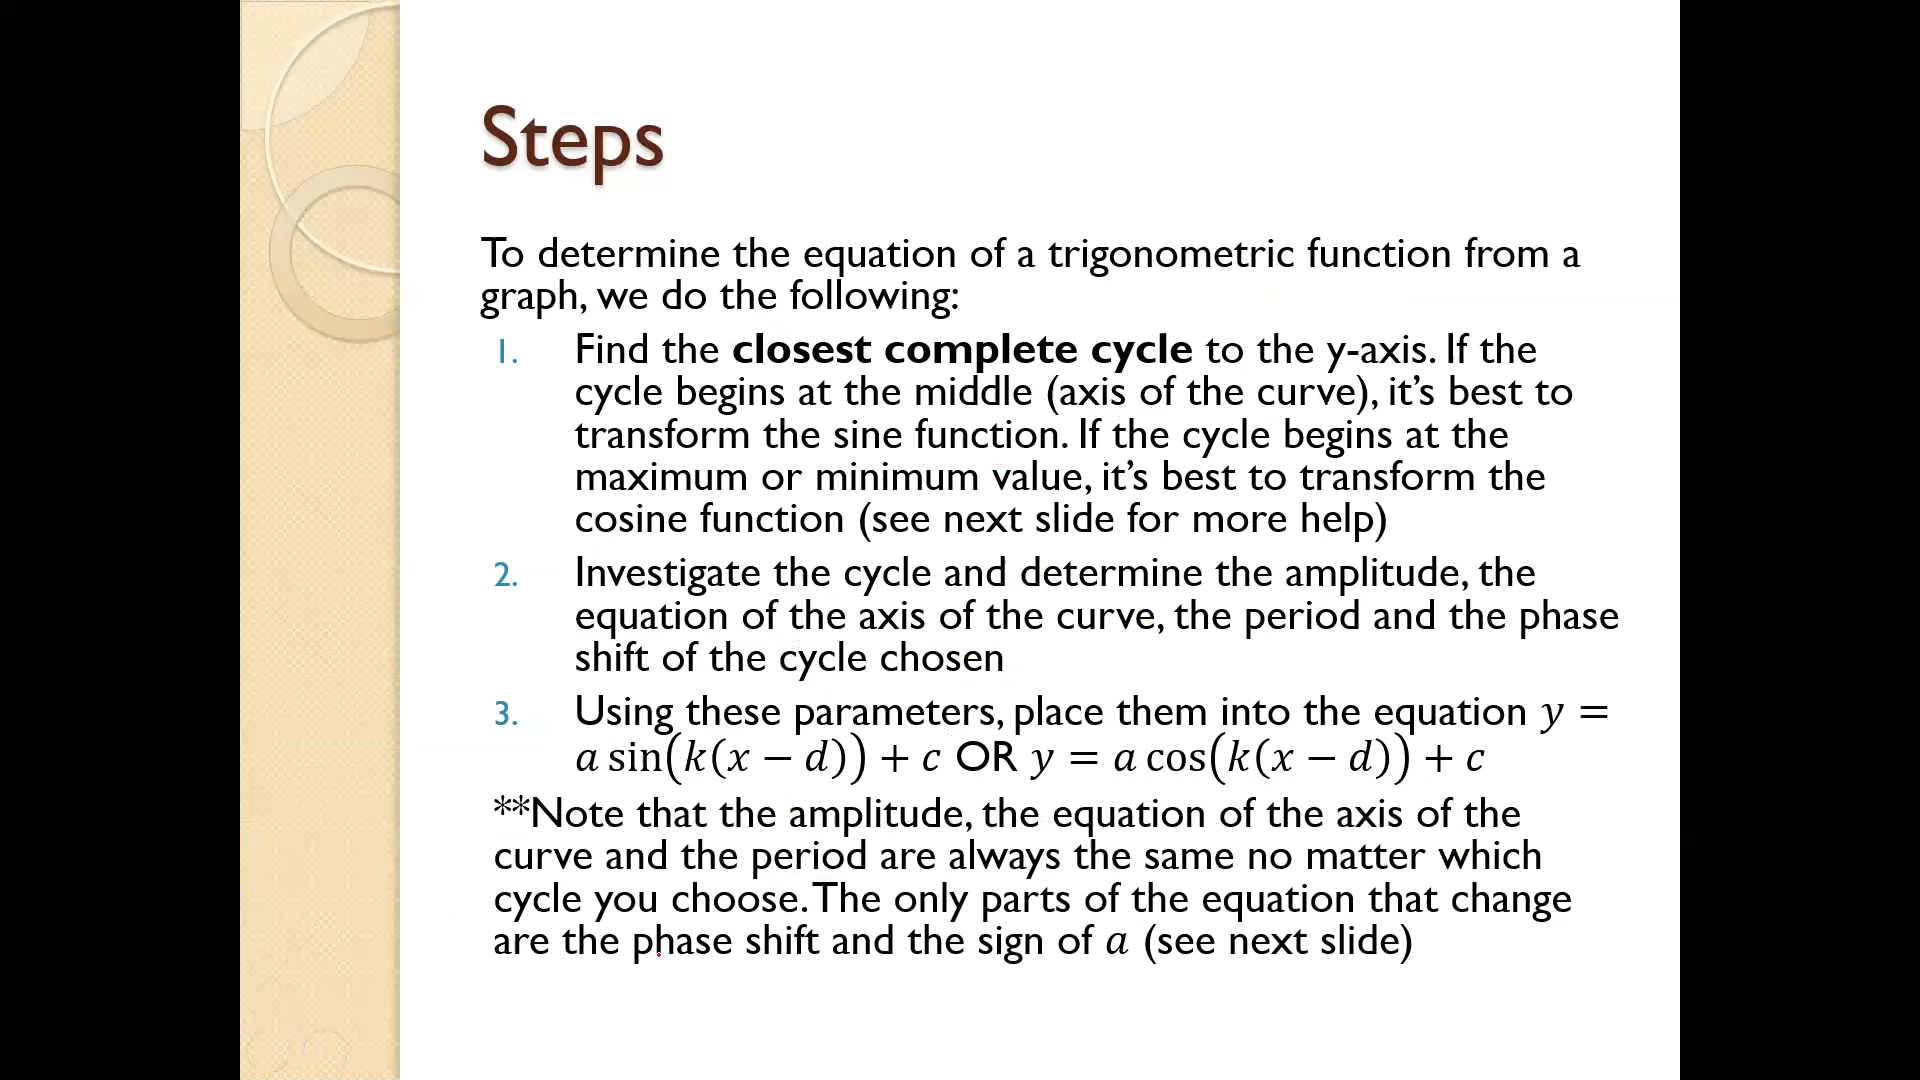 Steps
To determine the equation of a trigonometric function from a
graph, we do the following:
1. Find the closest complete cycle to the y-axis. If the
cycle begins at the middle (axis of the curve), it’s best to
transform the sine function. If the cycle begins at the
maximum or minimum value, it’s best to transform the
cosine function (see next slide for more help)
2. Investigate the cycle and determine the amplitude, the
equation of the axis of the curve, the period and the phase
shift of the cycle chosen
3. Using these parameters, place them into the equation y =
a sin(k(x − d)) + c OR y = a cos(k(x − d)) + c
**Note that the amplitude, the equation of the axis of the
curve and the period are always the same no matter which
cycle you choose. The only parts of the equation that change
are the phase shift and the sign of a (see next slide)